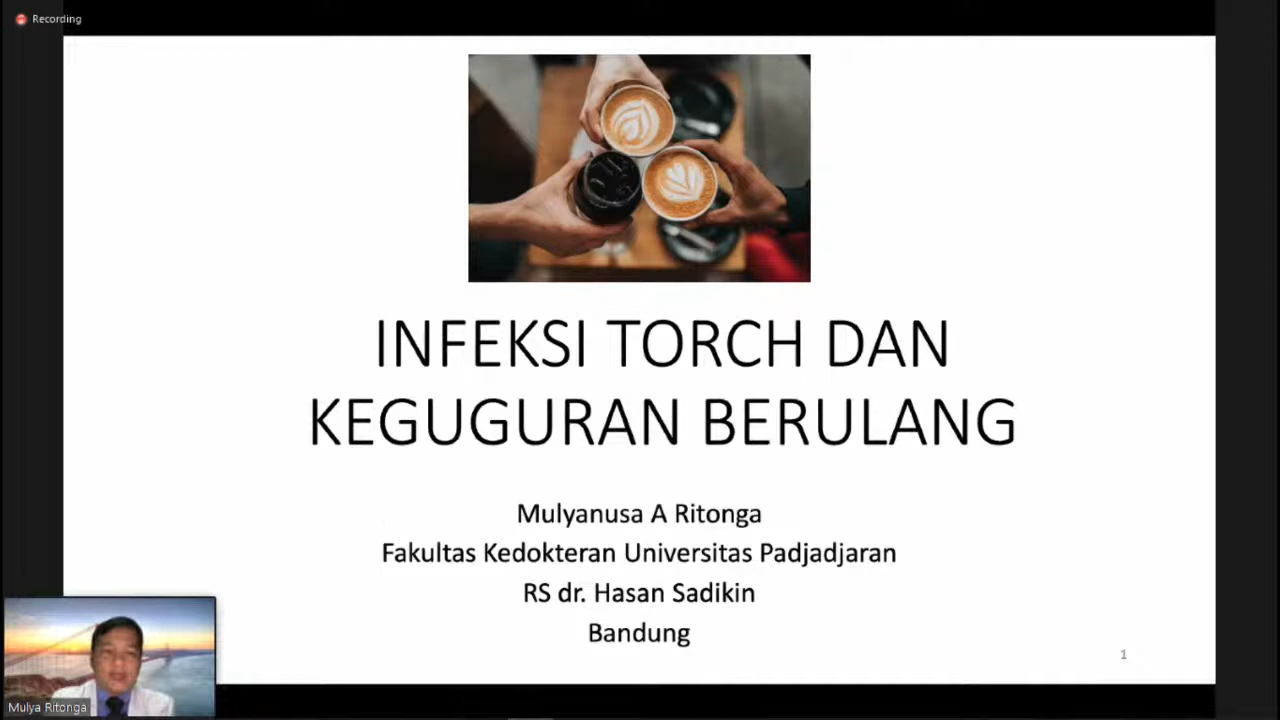 Recording
INFEKSI TORCH DAN
KEGUGURAN BERULANG
Mulyanusa A Ritonga
Fakultas Kedokteran Universitas Padjadjaran
RS dr. Hasan Sadikin
Bandung
1
Mulya Ritonga